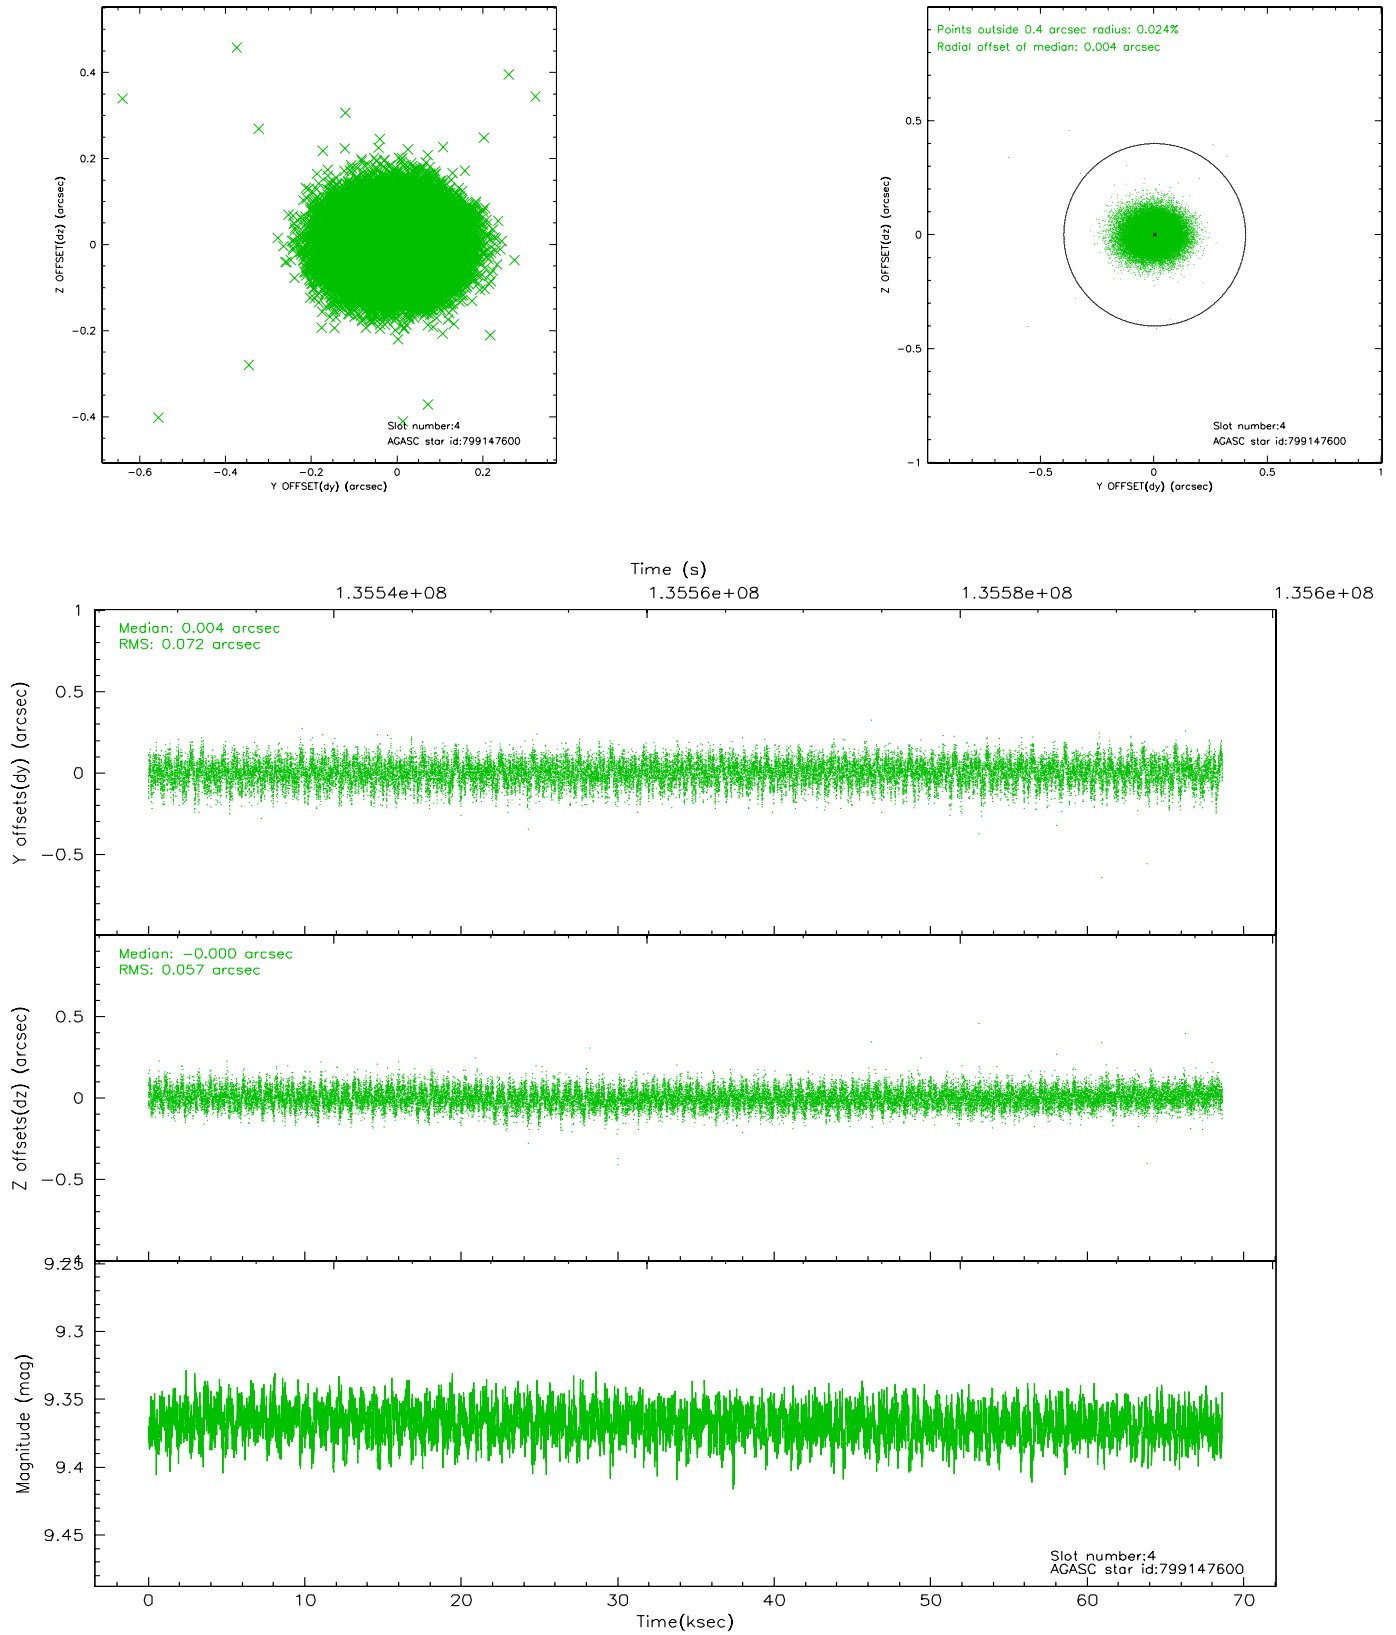 0.4
0.2
0
−0.2
−0.4
Z OFFSET(dz) (arcsec)
Slot number:4
AGASC star id:799147600
−0.6 −0.4 −0.2 0 0.2
Y OFFSET(dy) (arcsec)
Points outside 0.4 arcsec radius: 0.024%
Radial offset of median: 0.004 arcsec
0.5
0
−0.5
−1
Z OFFSET(dz) (arcsec)
Slot number:4
AGASC star id:799147600
−0.5 0 0.5 1
Y OFFSET(dy) (arcsec)
Time (s)
1.3554e+08 1.3556e+08 1.3558e+08 1.356e+08
Median: 0.004 arcsec
RMS: 0.072 arcsec
1
0.5
0
−0.5
Y offsets(dy) (arcsec)
Median: −0.000 arcsec
RMS: 0.057 arcsec
0.5
0
−0.5
Z offsets(dz) (arcsec)
9.25
9.3
9.35
9.4
9.45
Magnitude (mag)
Slot number:4
AGASC star id:799147600
0 10 20 30 40 50 60 70
Time(ksec)